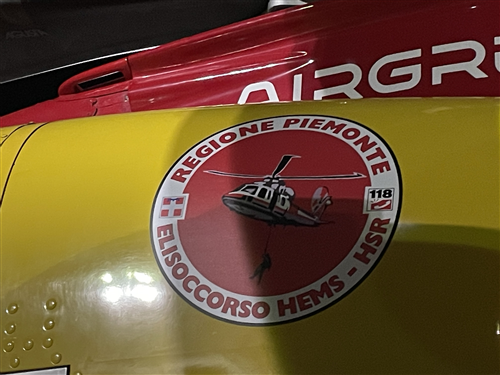 AIRGR
REGIONE PIEMONTE
118
ELISOCCORSO HEMS - HSR